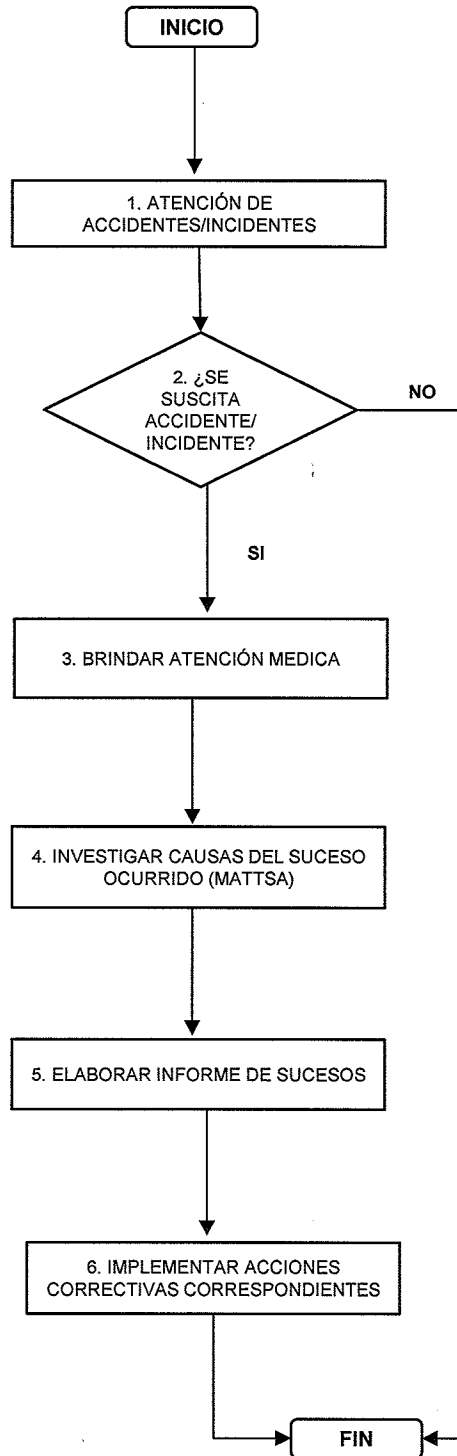 INICIO
1. ATENCIÓN DE
ACCIDENTES/INCIDENTES
2. ¿SE
SUSCITA
ACCIDENTE/
INCIDENTE?
NO
SI
3. BRINDAR ATENCIÓN MEDICA
4. INVESTIGAR CAUSAS DEL SUCESO
OCURRIDO (MATTSA)
5. ELABORAR INFORME DE SUCESOS
6. IMPLEMENTAR ACCIONES
CORRECTIVAS CORRESPONDIENTES
FIN